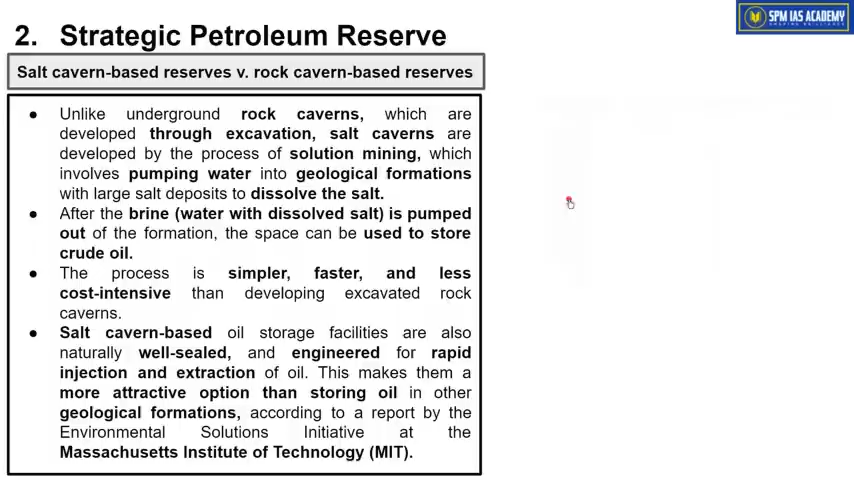 SPM IAS ACADEMY
SHAPING BRILLIANCE
2. Strategic Petroleum Reserve
Salt cavern-based reserves v. rock cavern-based reserves
● Unlike underground rock caverns, which are
developed through excavation, salt caverns are
developed by the process of solution mining, which
involves pumping water into geological formations
with large salt deposits to dissolve the salt.
● After the brine (water with dissolved salt) is pumped
out of the formation, the space can be used to store
crude oil.
● The process is simpler, faster, and less
cost-intensive than developing excavated rock
caverns.
● Salt cavern-based oil storage facilities are also
naturally well-sealed, and engineered for rapid
injection and extraction of oil. This makes them a
more attractive option than storing oil in other
geological formations, according to a report by the
Environmental Solutions Initiative at the
Massachusetts Institute of Technology (MIT).